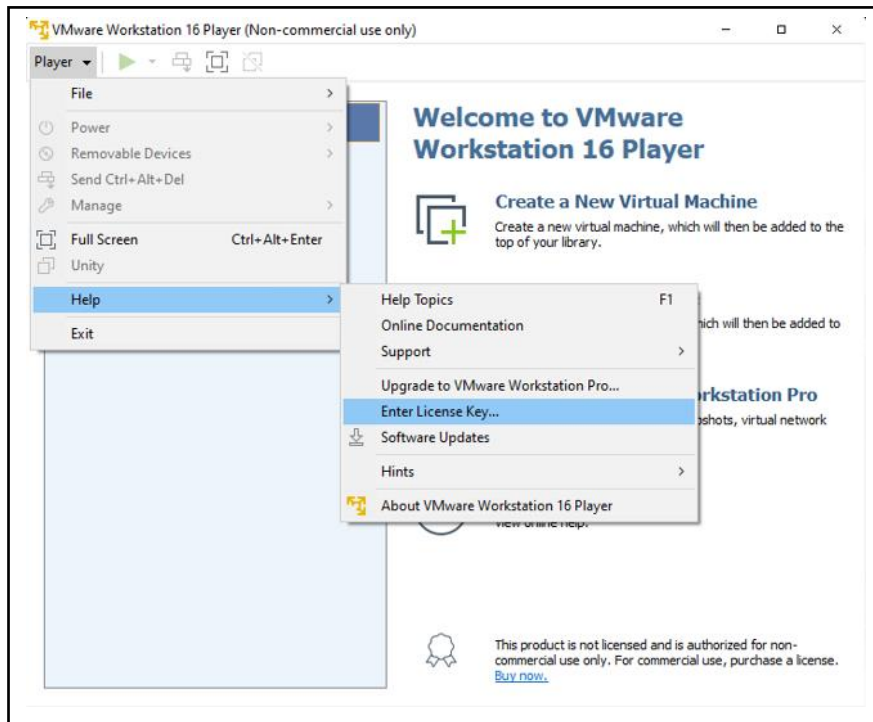 VMware Workstation 16 Player (Non-commercial use only)
Player
File
Power
Removable Devices
Send Ctrl+Alt+Del
Manage
Full Screen Ctrl+Alt+Enter
Unity
Help
Exit
Help Topics F1
Online Documentation
Support
Upgrade to VMware Workstation Pro...
Enter License Key...
Software Updates
Hints
About VMware Workstation 16 Player
Welcome to VMware
Workstation 16 Player
Create a New Virtual Machine
Create a new virtual machine, which will then be added to the
top of your library.
will then be added to
Pro
virtual network
view online help.
This product is not licensed and is authorized for non-
commercial use only. For commercial use, purchase a license.
Buy now.